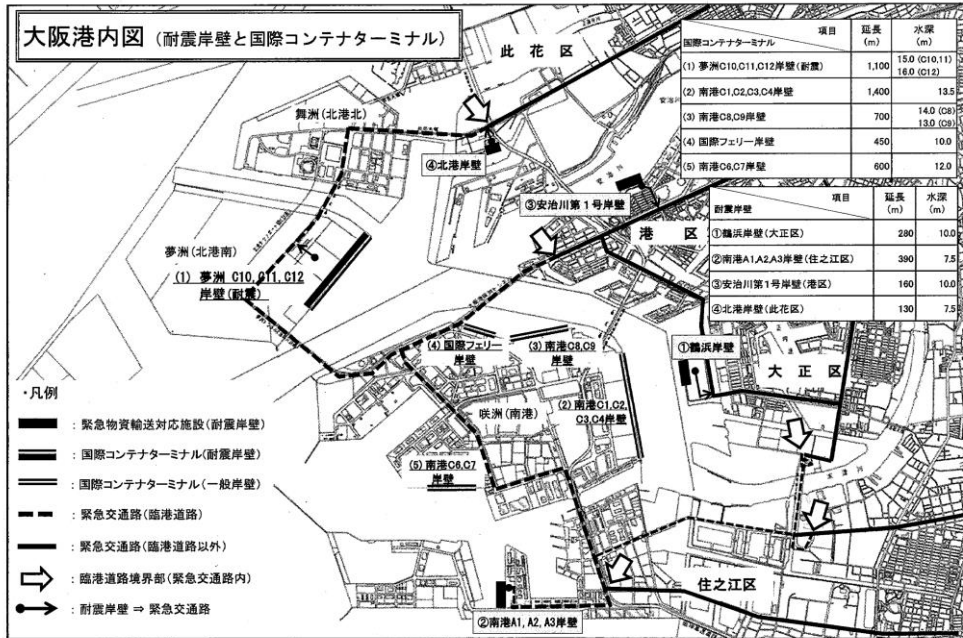 大阪港内図 (耐震岸壁と国際コンテナターミナル)
此花区
項目
国際コンテナターミナル
延長(m)
水深(m)
(1) 夢洲C10,C11,C12岸壁(耐震) 1,100 15.0 (C10,11) 16.0 (C12)
(2) 南港C1,C2,C3,C4岸壁 1,400 13.5
(3) 南港C8,C9岸壁 700 14.0 (C8) 13.0 (C9)
(4) 国際フェリー岸壁 450 10.0
(5) 南港C6,C7岸壁 600 12.0
項目
耐震岸壁
延長(m)
水深(m)
①鶴浜岸壁(大正区) 280 10.0
②南港A1,A2,A3岸壁(住之江区) 390 7.5
③安治川第1号岸壁(港区) 160 10.0
④北港岸壁(此花区) 130 7.5
舞洲(北港北)
④北港岸壁
③安治川第1号岸壁
港区
夢洲(北港南)
(1) 夢洲 C10,C11,C12
岸壁(耐震)
(4) 国際フェリー
岸壁
(3) 南港C8,C9
岸壁
①鶴浜岸壁
大正区
咲洲(南港)
(2) 南港C1,C2,
C3,C4岸壁
(5) 南港C6,C7
岸壁
住之江区
②南港A1, A2, A3岸壁
・凡例
：緊急物資輸送対応施設(耐震岸壁)
：国際コンテナターミナル(耐震岸壁)
：国際コンテナターミナル(一般岸壁)
：緊急交通路(臨港道路)
：緊急交通路(臨港道路以外)
：臨港道路境界部(緊急交通路内)
：耐震岸壁 ⇒ 緊急交通路